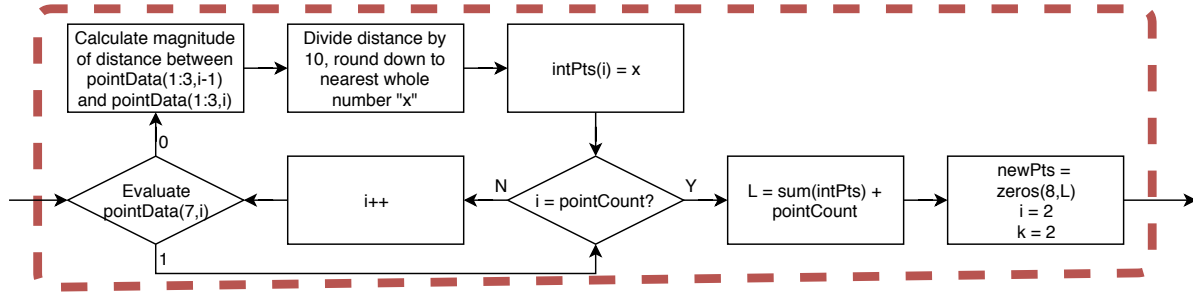 Calculate magnitude
of distance between
pointData(1:3,i-1)
and pointData(1:3,i)
Divide distance by
10, round down to
nearest whole
number "x"
intPts(i) = x
0
Evaluate
pointData(7,i)
1
i++
N
i = pointCount?
Y
L = sum(intPts) +
pointCount
newPts =
zeros(8,L)
i = 2
k = 2